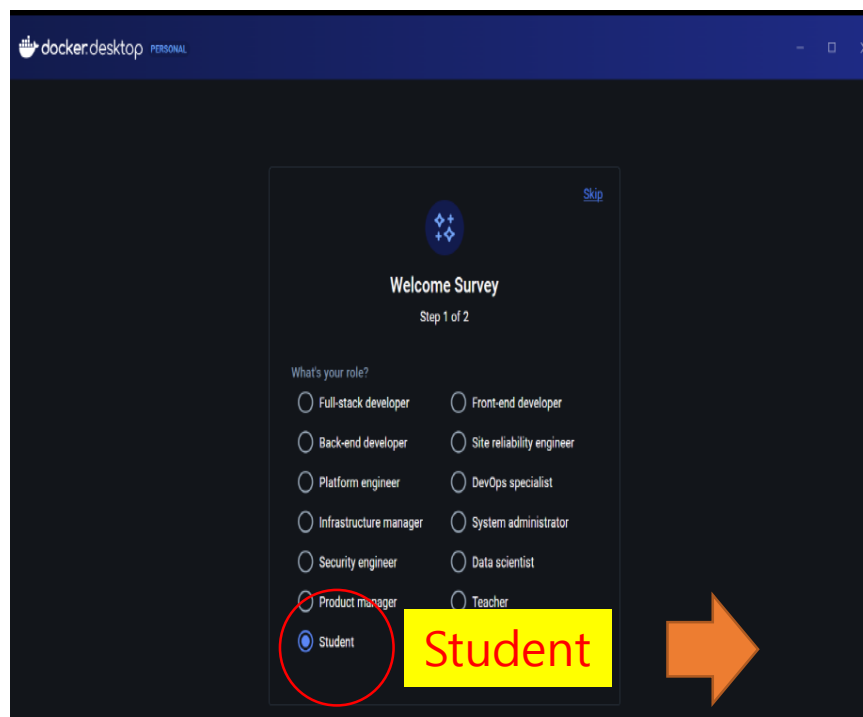 docker.desktop PERSONAL
Skip
Welcome Survey
Step 1 of 2
What's your role?
Full-stack developer
Front-end developer
Back-end developer
Site reliability engineer
Platform engineer
DevOps specialist
Infrastructure manager
System administrator
Security engineer
Data scientist
Product manager
Teacher
Student
Student